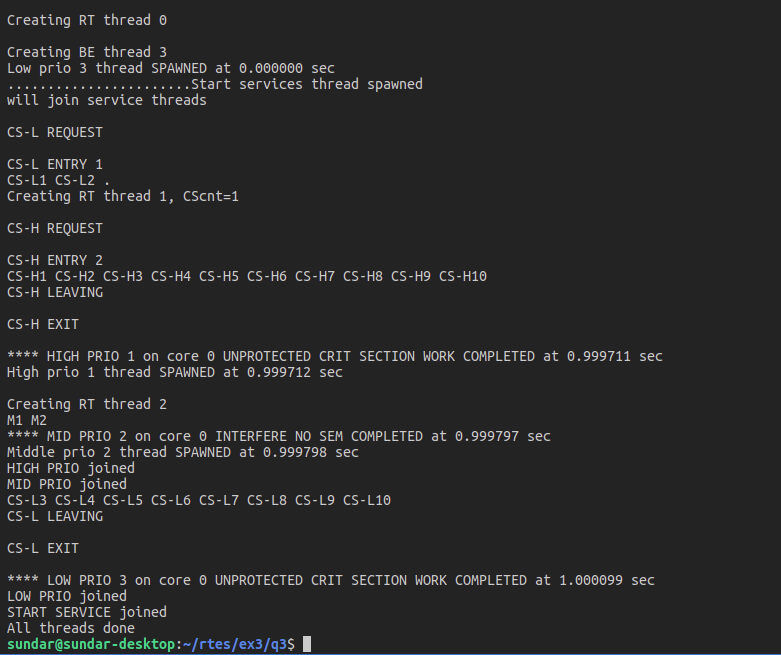 Creating RT thread 0
Creating BE thread 3
Low prio 3 thread SPAWNED at 0.000000 sec
.......................Start services thread spawned
will join service threads
CS-L REQUEST
CS-L ENTRY 1
CS-L1 CS-L2 .
Creating RT thread 1, CScnt=1
CS-H REQUEST
CS-H ENTRY 2
CS-H1 CS-H2 CS-H3 CS-H4 CS-H5 CS-H6 CS-H7 CS-H8 CS-H9 CS-H10
CS-H LEAVING
CS-H EXIT
**** HIGH PRIO 1 on core 0 UNPROTECTED CRIT SECTION WORK COMPLETED at 0.999711 sec
High prio 1 thread SPAWNED at 0.999712 sec
Creating RT thread 2
M1 M2
**** MID PRIO 2 on core 0 INTERFERE NO SEM COMPLETED at 0.999797 sec
Middle prio 2 thread SPAWNED at 0.999798 sec
HIGH PRIO joined
MID PRIO joined
CS-L3 CS-L4 CS-L5 CS-L6 CS-L7 CS-L8 CS-L9 CS-L10
CS-L LEAVING
CS-L EXIT
**** LOW PRIO 3 on core 0 UNPROTECTED CRIT SECTION WORK COMPLETED at 1.000099 sec
LOW PRIO joined
START SERVICE joined
All threads done
sundar@sundar-desktop:~/rtes/ex3/q3$